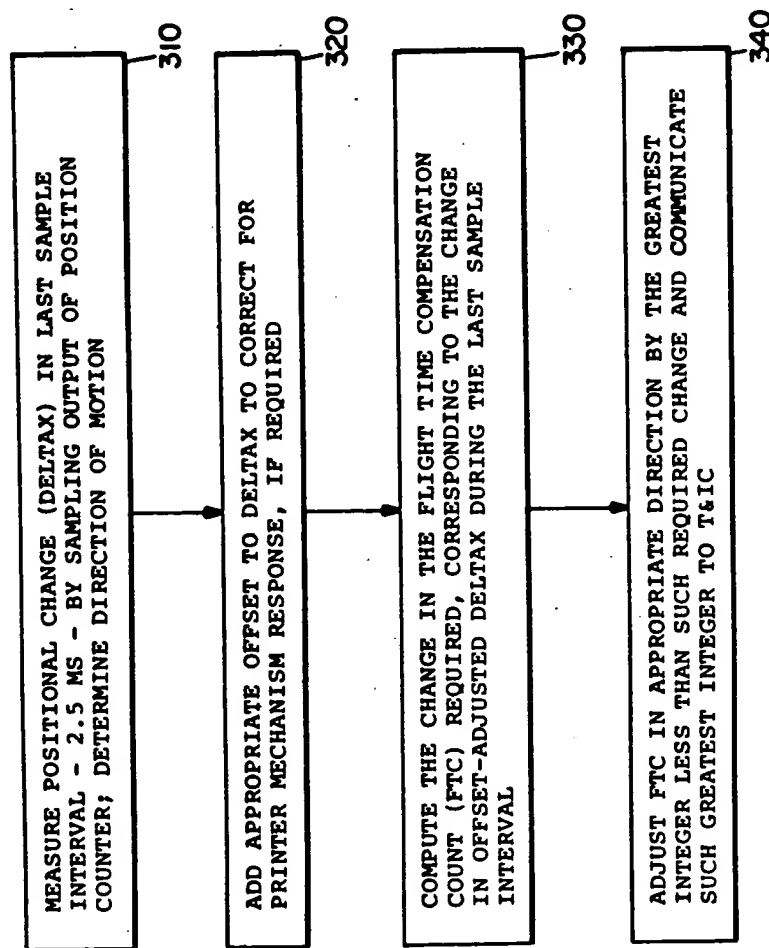 MEASURE POSITIONAL CHANGE (DELTAX) IN LAST SAMPLE
INTERVAL - 2.5 MS - BY SAMPLING OUTPUT OF POSITION
COUNTER; DETERMINE DIRECTION OF MOTION
310
ADD APPROPRIATE OFFSET TO DELTAX TO CORRECT FOR
PRINTER MECHANISM RESPONSE, IF REQUIRED
320
COMPUTE THE CHANGE IN THE FLIGHT TIME COMPENSATION
COUNT (FTC) REQUIRED, CORRESPONDING TO THE CHANGE
IN OFFSET-ADJUSTED DELTAX DURING THE LAST SAMPLE
INTERVAL
330
ADJUST FTC IN APPROPRIATE DIRECTION BY THE GREATEST
INTEGER LESS THAN SUCH REQUIRED CHANGE AND COMMUNICATE
SUCH GREATEST INTEGER TO T&IC
340